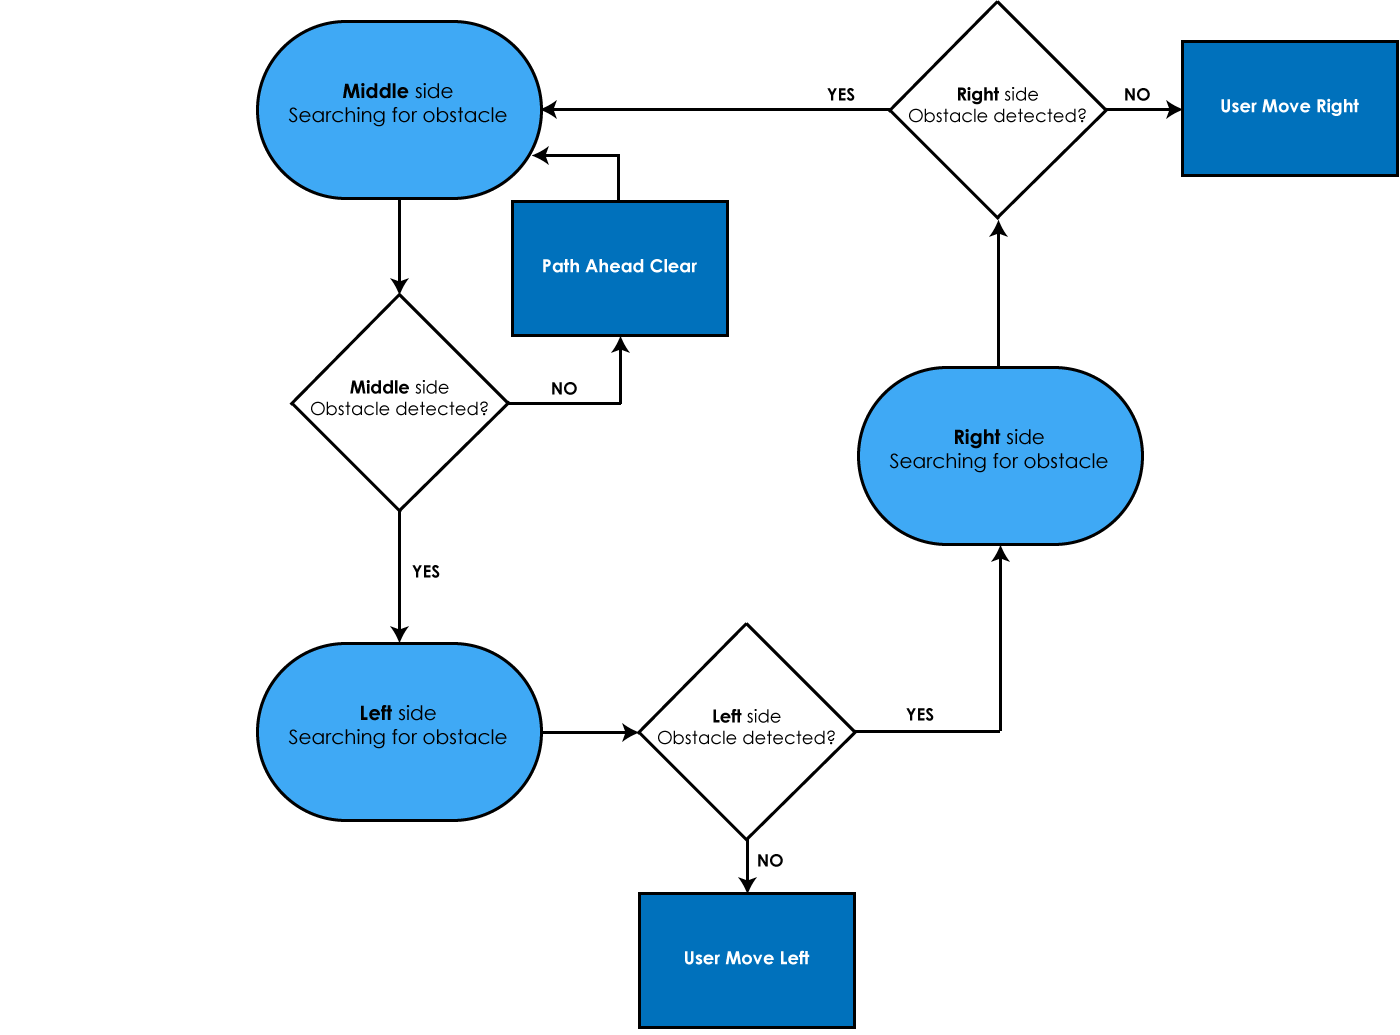 Middle side
Searching for obstacle
YES
Right side
Obstacle detected?
NO
User Move Right
Path Ahead Clear
Middle side
Obstacle detected?
NO
Right side
Searching for obstacle
YES
Left side
Searching for obstacle
Left side
Obstacle detected?
YES
NO
User Move Left